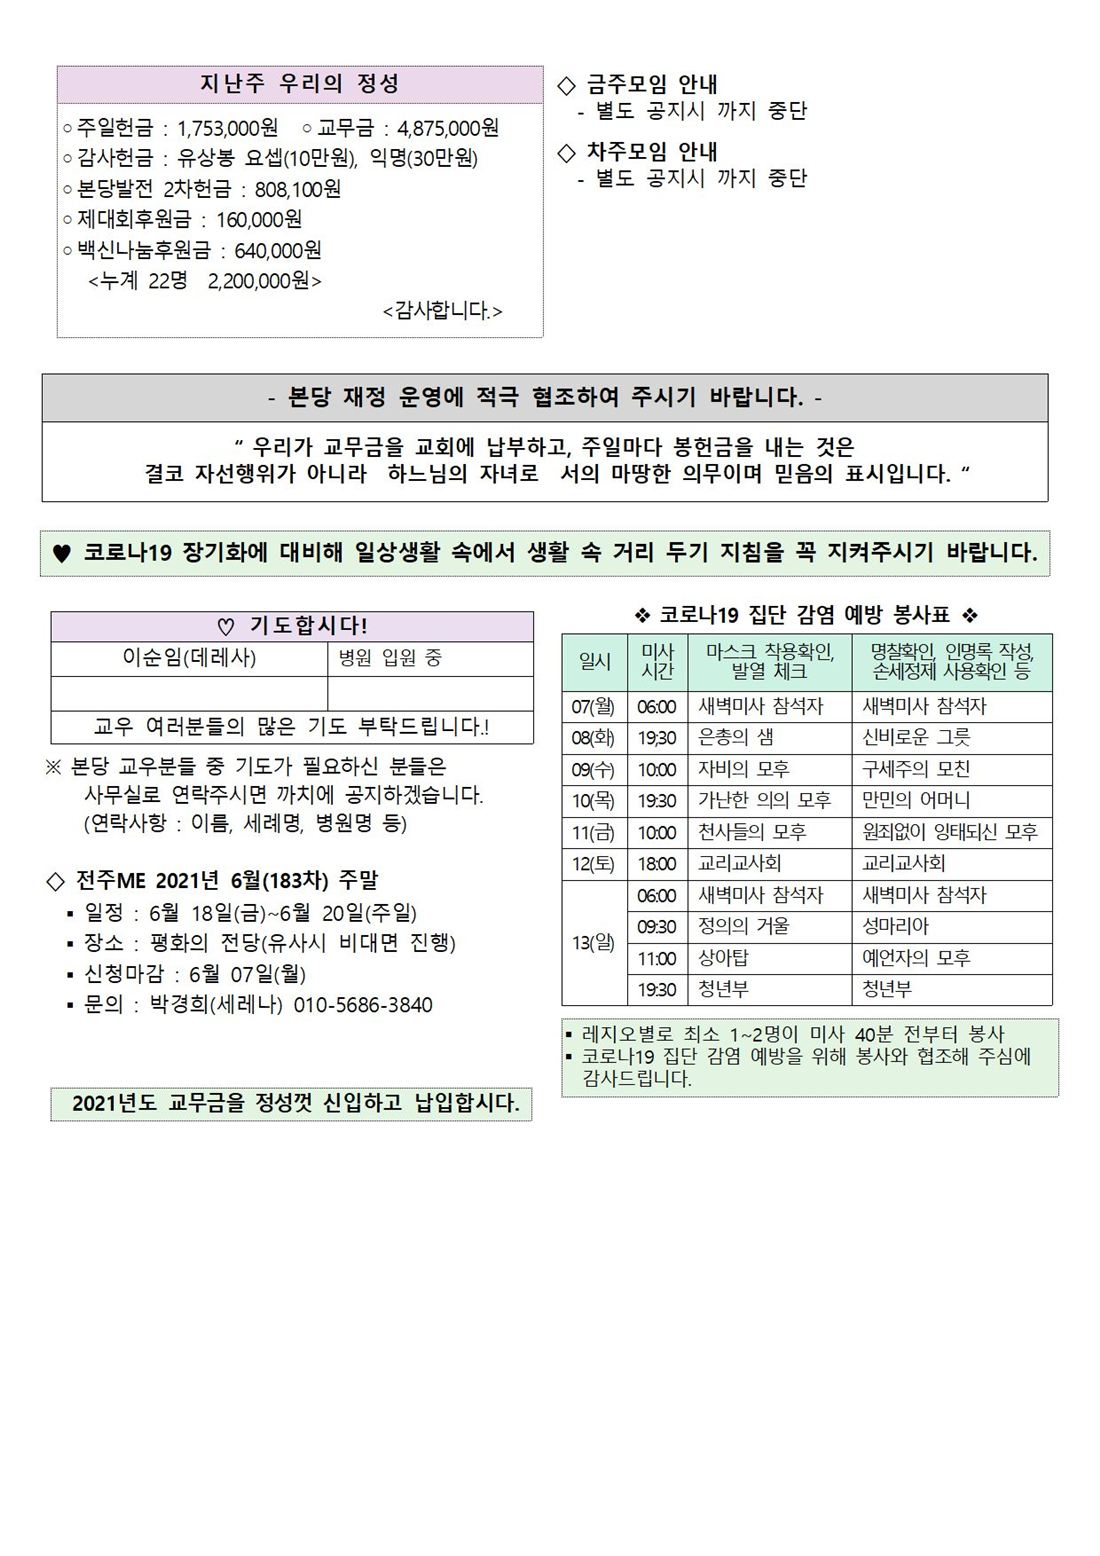 지난주 우리의 정성
○ 주일헌금 : 1,753,000원 ○ 교무금 : 4,875,000원
○ 감사헌금 : 유상봉 요셉(10만원), 익명(30만원)
○ 본당발전 2차헌금 : 808,100원
○ 제대회후원금 : 160,000원
○ 백신나눔후원금 : 640,000원
<누계 22명 2,200,000원>
<감사합니다.>
◇ 금주모임 안내
- 별도 공지시 까지 중단
◇ 차주모임 안내
- 별도 공지시 까지 중단
- 본당 재정 운영에 적극 협조하여 주시기 바랍니다. -
“ 우리가 교무금을 교회에 납부하고, 주일마다 봉헌금을 내는 것은
결코 자선행위가 아니라 하느님의 자녀로 서의 마땅한 의무이며 믿음의 표시입니다. “
♥ 코로나19 장기화에 대비해 일상생활 속에서 생활 속 거리 두기 지침을 꼭 지켜주시기 바랍니다.
♡ 기도합시다!
이순임(데레사) 병원 입원 중
교우 여러분들의 많은 기도 부탁드립니다.!
※ 본당 교우분들 중 기도가 필요하신 분들은
사무실로 연락주시면 까치에 공지하겠습니다.
(연락사항 : 이름, 세례명, 병원명 등)
◇ 전주ME 2021년 6월(183차) 주말
▪ 일정 : 6월 18일(금)~6월 20일(주일)
▪ 장소 : 평화의 전당(유사시 비대면 진행)
▪ 신청마감 : 6월 07일(월)
▪ 문의 : 박경희(세레나) 010-5686-3840
2021년도 교무금을 정성껏 신입하고 납입합시다.
❖ 코로나19 집단 감염 예방 봉사표 ❖
일시 미사 시간 마스크 착용확인, 발열 체크 명찰확인, 인명록 작성, 손세정제 사용확인 등
07(월) 06:00 새벽미사 참석자 새벽미사 참석자
08(화) 19;30 은총의 샘 신비로운 그릇
09(수) 10:00 자비의 모후 구세주의 모친
10(목) 19:30 가난한 의의 모후 만민의 어머니
11(금) 10:00 천사들의 모후 원죄없이 잉태되신 모후
12(토) 18:00 교리교사회 교리교사회
13(일) 06:00 새벽미사 참석자 새벽미사 참석자
09:30 정의의 거울 성마리아
11:00 상아탑 예언자의 모후
19:30 청년부 청년부
▪ 레지오별로 최소 1~2명이 미사 40분 전부터 봉사
▪ 코로나19 집단 감염 예방을 위해 봉사와 협조해 주심에
감사드립니다.